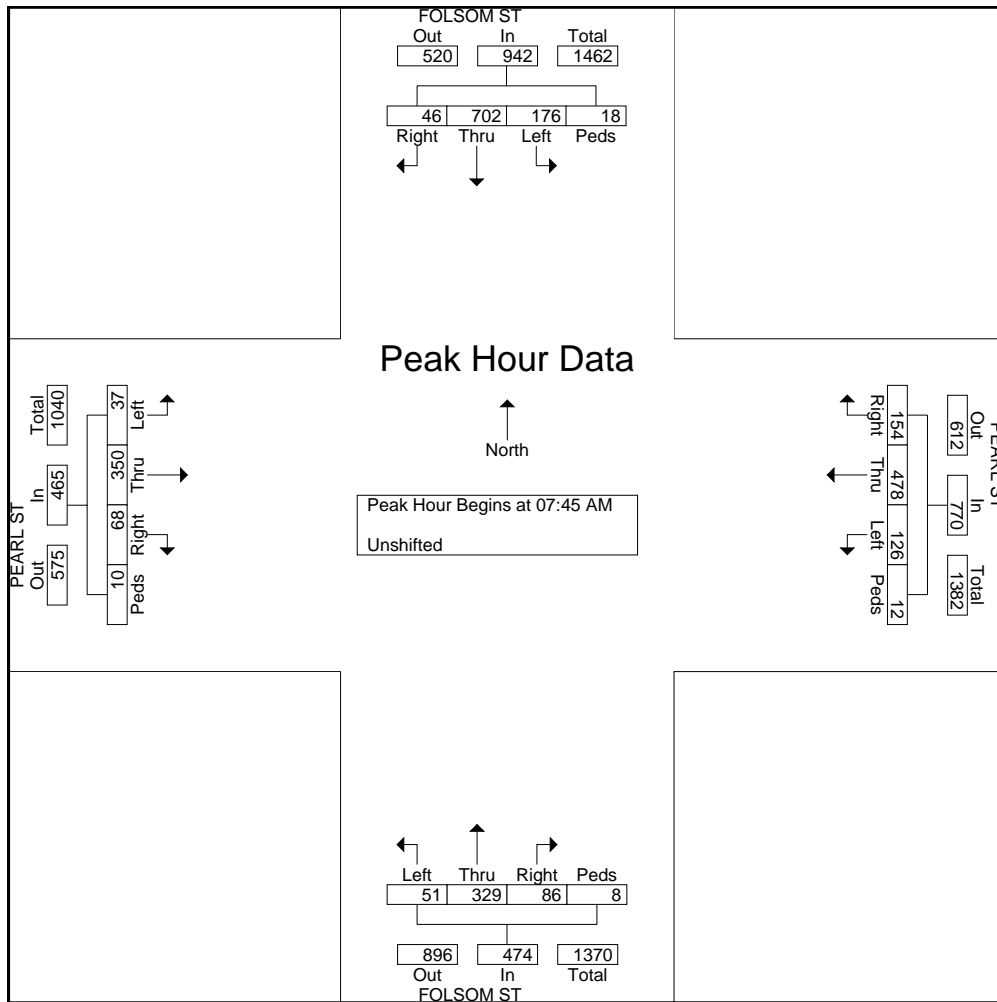 FOLSOM ST
Out In Total
520 942 1462
46 702 176 18
Right Thru Left Peds
Peak Hour Data
North
Peak Hour Begins at 07:45 AM
Unshifted
PEARL ST
Out In Total
575 465 1040
37 350 68 10
Left Thru Right Peds
PEARL ST
Out In Total
612 770 1382
154 478 126 12
Right Thru Left Peds
Left Thru Right Peds
51 329 86 8
896 474 1370
Out In Total
FOLSOM ST